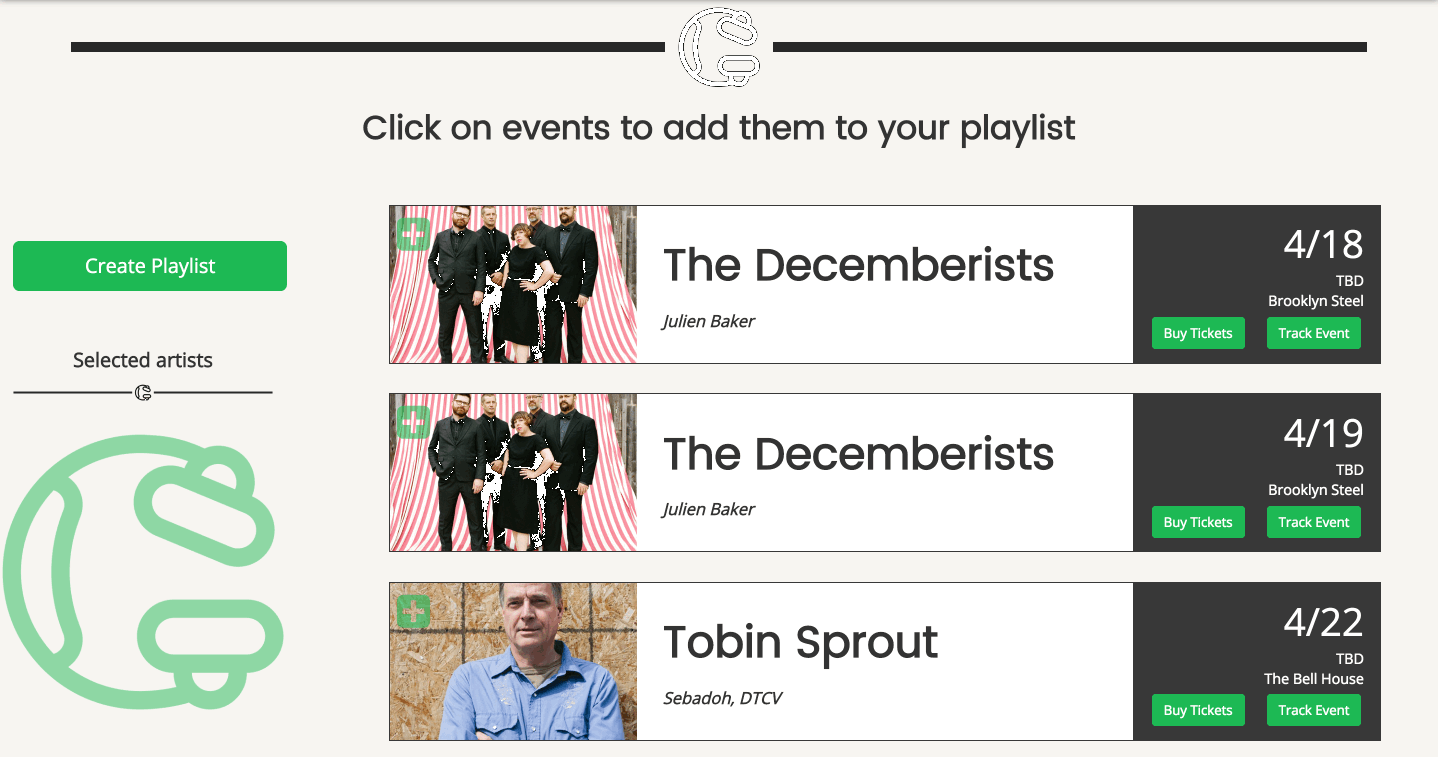 Click on events to add them to your playlist
Create Playlist
Selected artists
The Decemberists
Julien Baker
4/18
TBD
Brooklyn Steel
Buy Tickets
Track Event
The Decemberists
Julien Baker
4/19
TBD
Brooklyn Steel
Buy Tickets
Track Event
Tobin Sprout
Sebadoh, DTCV
4/22
TBD
The Bell House
Buy Tickets
Track Event